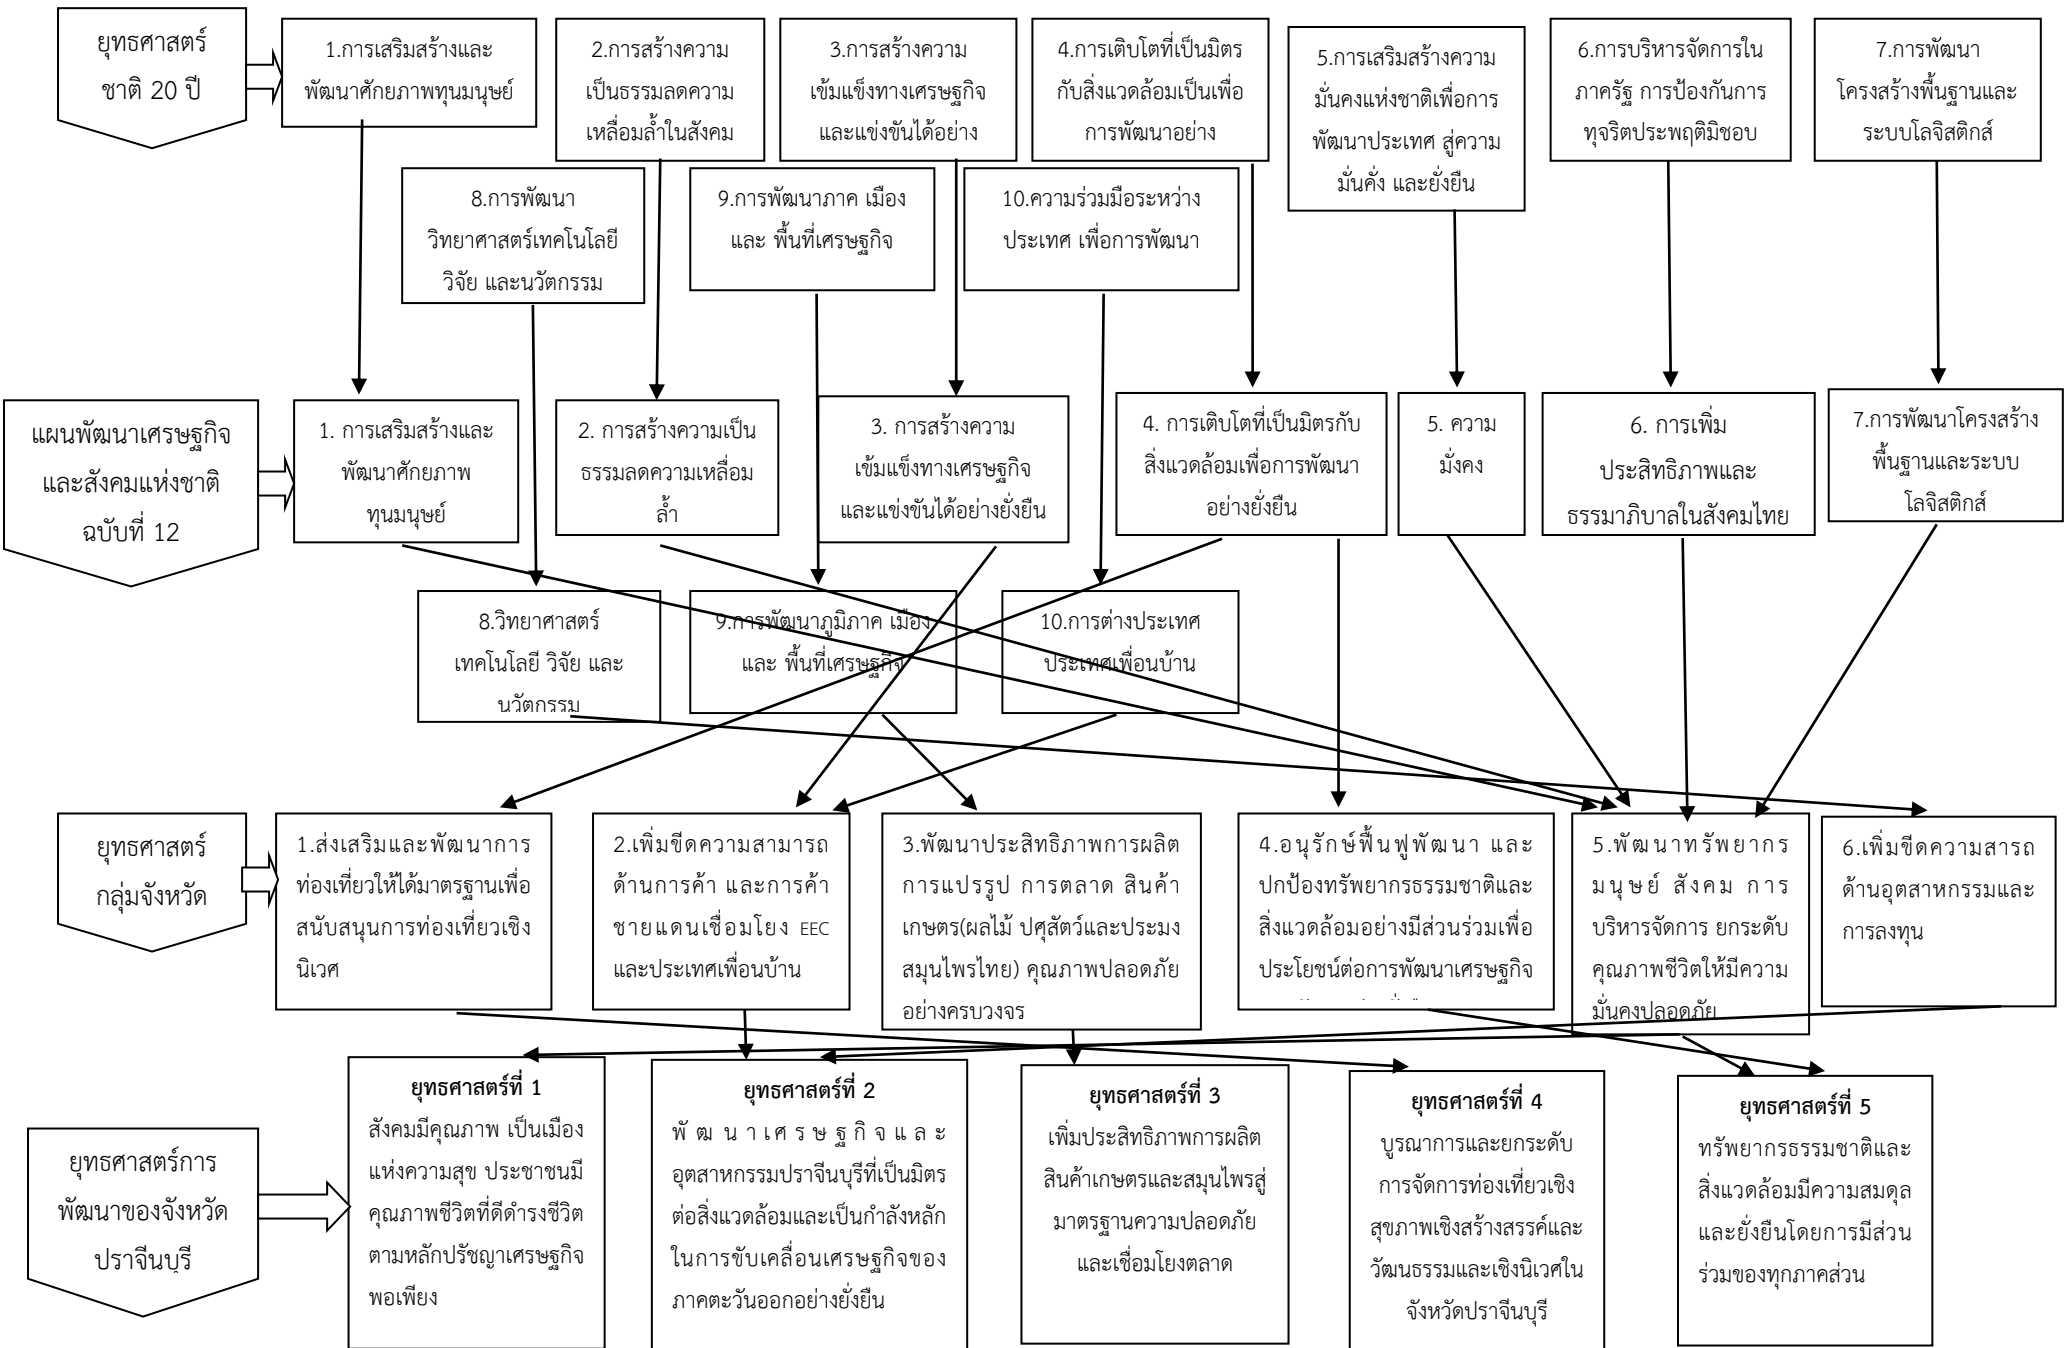 ยุทธศาสตร์
ชาติ 20 ปี
1.การเสริมสร้างและ
พัฒนาศักยภาพทุนมนุษย์
2.การสร้างความ
เป็นธรรมลดความ
เหลื่อมล้ำในสังคม
3.การสร้างความ
เข้มแข็งทางเศรษฐกิจ
และแข่งขันได้อย่าง
4.การเติบโตที่เป็นมิตร
กับสิ่งแวดล้อมเป็นเพื่อ
การพัฒนาอย่าง
5.การเสริมสร้างความ
มั่นคงแห่งชาติเพื่อการ
พัฒนาประเทศ สู่ความ
มั่นคั่ง และยั่งยืน
6.การบริหารจัดการใน
ภาครัฐ การป้องกันการ
ทุจริตประพฤติมิชอบ
7.การพัฒนา
โครงสร้างพื้นฐานและ
ระบบโลจิสติกส์
8.การพัฒนา
วิทยาศาสตร์เทคโนโลยี
วิจัย และนวัตกรรม
9.การพัฒนาภาค เมือง
และ พื้นที่เศรษฐกิจ
10.ความร่วมมือระหว่าง
ประเทศ เพื่อการพัฒนา
แผนพัฒนาเศรษฐกิจ
และสังคมแห่งชาติ
ฉบับที่ 12
1. การเสริมสร้างและ
พัฒนาศักยภาพ
ทุนมนุษย์
2. การสร้างความเป็น
ธรรมลดความเหลื่อม
ล้ำ
3. การสร้างความ
เข้มแข็งทางเศรษฐกิจ
และแข่งขันได้อย่างยั่งยืน
4. การเติบโตที่เป็นมิตรกับ
สิ่งแวดล้อมเพื่อการพัฒนา
อย่างยั่งยืน
5. ความ
มั่งคง
6. การเพิ่ม
ประสิทธิภาพและ
ธรรมาภิบาลในสังคมไทย
7.การพัฒนาโครงสร้าง
พื้นฐานและระบบ
โลจิสติกส์
8.วิทยาศาสตร์
เทคโนโลยี วิจัย และ
นวัตกรรม
9.การพัฒนาภูมิภาค เมือง
และ พื้นที่เศรษฐกิจ
10.การต่างประเทศ
ประเทศเพื่อนบ้าน
ยุทธศาสตร์
กลุ่มจังหวัด
1.ส่งเสริมและพัฒนาการ
ท่องเที่ยวให้ได้มาตรฐานเพื่อ
สนับสนุนการท่องเที่ยวเชิง
นิเวศ
2.เพิ่มขีดความสามารถ
ด้านการค้า และการค้า
ชายแดนเชื่อมโยง EEC
และประเทศเพื่อนบ้าน
3.พัฒนาประสิทธิภาพการผลิต
การแปรรูป การตลาด สินค้า
เกษตร(ผลไม้ ปศุสัตว์และประมง
สมุนไพรไทย) คุณภาพปลอดภัย
อย่างครบวงจร
4.อนุรักษ์ฟื้นฟูพัฒนา และ
ปกป้องทรัพยากรธรรมชาติและ
สิ่งแวดล้อมอย่างมีส่วนร่วมเพื่อ
ประโยชน์ต่อการพัฒนาเศรษฐกิจ
5.พัฒนาทรัพยากร
มนุษย์ สังคม การ
บริหารจัดการ ยกระดับ
คุณภาพชีวิตให้มีความ
มั่นคงปลอดภัย
6.เพิ่มขีดความสารถ
ด้านอุตสาหกรรมและ
การลงทุน
ยุทธศาสตร์การ
พัฒนาของจังหวัด
ปราจีนบุรี
ยุทธศาสตร์ที่ 1
สังคมมีคุณภาพ เป็นเมือง
แห่งความสุข ประชาชนมี
คุณภาพชีวิตที่ดีดำรงชีวิต
ตามหลักปรัชญาเศรษฐกิจ
พอเพียง
ยุทธศาสตร์ที่ 2
พัฒนาเศรษฐกิจและ
อุตสาหกรรมปราจีนบุรีที่เป็นมิตร
ต่อสิ่งแวดล้อมและเป็นกำลังหลัก
ในการขับเคลื่อนเศรษฐกิจของ
ภาคตะวันออกอย่างยั่งยืน
ยุทธศาสตร์ที่ 3
เพิ่มประสิทธิภาพการผลิต
สินค้าเกษตรและสมุนไพรสู่
มาตรฐานความปลอดภัย
และเชื่อมโยงตลาด
ยุทธศาสตร์ที่ 4
บูรณาการและยกระดับ
การจัดการท่องเที่ยวเชิง
สุขภาพเชิงสร้างสรรค์และ
วัฒนธรรมและเชิงนิเวศใน
จังหวัดปราจีนบุรี
ยุทธศาสตร์ที่ 5
ทรัพยากรธรรมชาติและ
สิ่งแวดล้อมมีความสมดุล
และยั่งยืนโดยการมีส่วน
ร่วมของทุกภาคส่วน